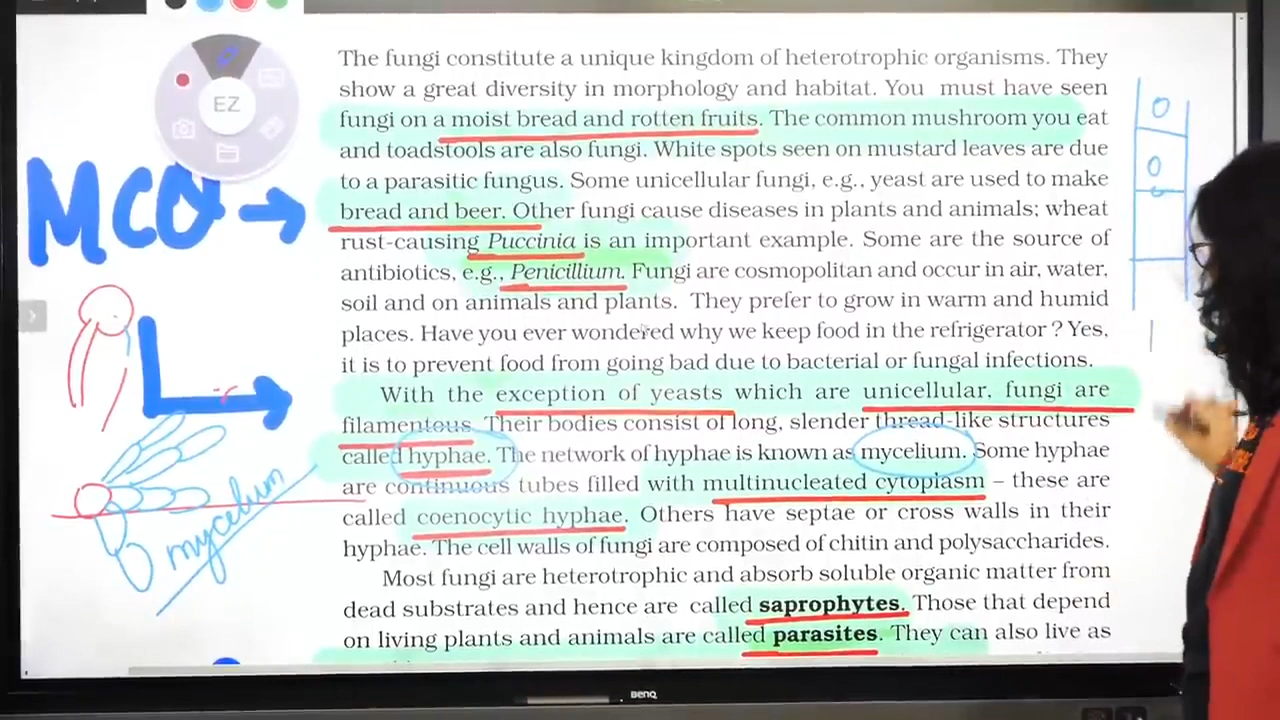 The fungi constitute a unique kingdom of heterotrophic organisms. They
show a great diversity in morphology and habitat. You must have seen
fungi on a moist bread and rotten fruits. The common mushroom you eat
and toadstools are also fungi. White spots seen on mustard leaves are due
to a parasitic fungus. Some unicellular fungi, e.g., yeast are used to make
bread and beer. Other fungi cause diseases in plants and animals; wheat
rust-causing Puccinia is an important example. Some are the source of
antibiotics, e.g., Penicillium. Fungi are cosmopolitan and occur in air, water,
soil and on animals and plants. They prefer to grow in warm and humid
places. Have you ever wondered why we keep food in the refrigerator ? Yes,
it is to prevent food from going bad due to bacterial or fungal infections.
With the exception of yeasts which are unicellular, fungi are
filamentous. Their bodies consist of long, slender thread-like structures
called hyphae. The network of hyphae is known as mycelium. Some hyphae
are continuous tubes filled with multinucleated cytoplasm – these are
called coenocytic hyphae. Others have septae or cross walls in their
hyphae. The cell walls of fungi are composed of chitin and polysaccharides.
Most fungi are heterotrophic and absorb soluble organic matter from
dead substrates and hence are called saprophytes. Those that depend
on living plants and animals are called parasites. They can also live as
EZ
MCQ
mycelium
BenQ